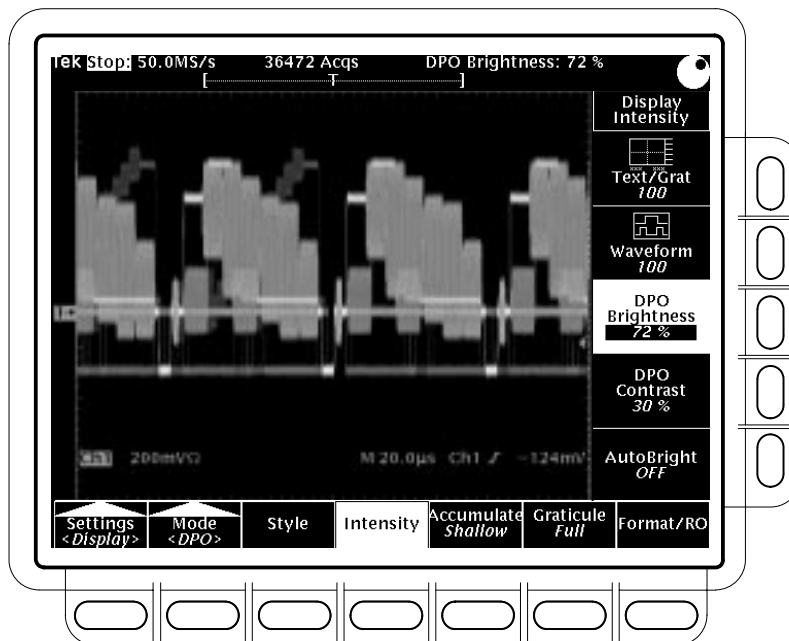 Tek Stop: 50.0MS/s 36472 Acqs DPO Brightness: 72 %
Display
Intensity
Text/Grat
100
Waveform
100
DPO
Brightness
72 %
DPO
Contrast
30 %
AutoBright
OFF
1
Ch1 200mVΩ M 20.0µs Ch1 -124mV
Settings
<Display>
Mode
<DPO>
Style
Intensity
Accumulate
Shallow
Graticule
Full
Format/RO